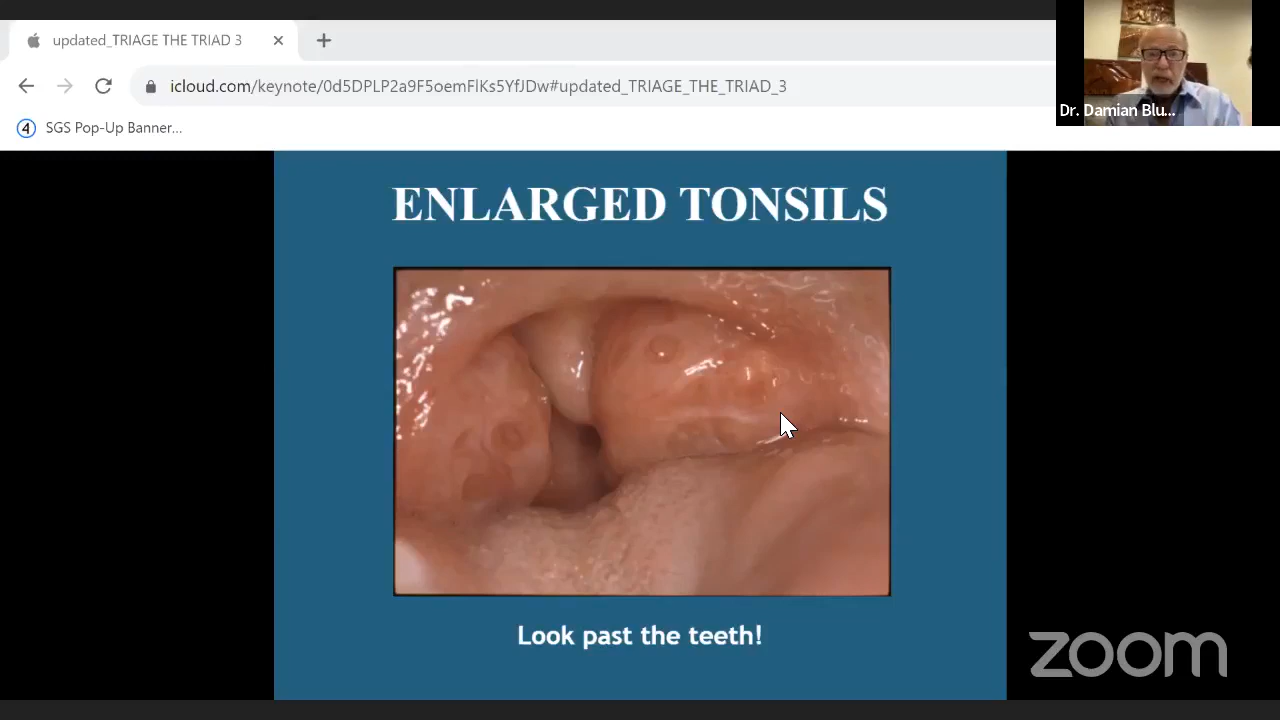 updated_TRIAGE THE TRIAD 3
icloud.com/keynote/0d5DPLP2a9F5oemFlKs5YfJDw#updated_TRIAGE_THE_TRIAD_3
4 SGS Pop-Up Banner...
Dr. Damian Blu...
ENLARGED TONSILS
Look past the teeth!
zoom